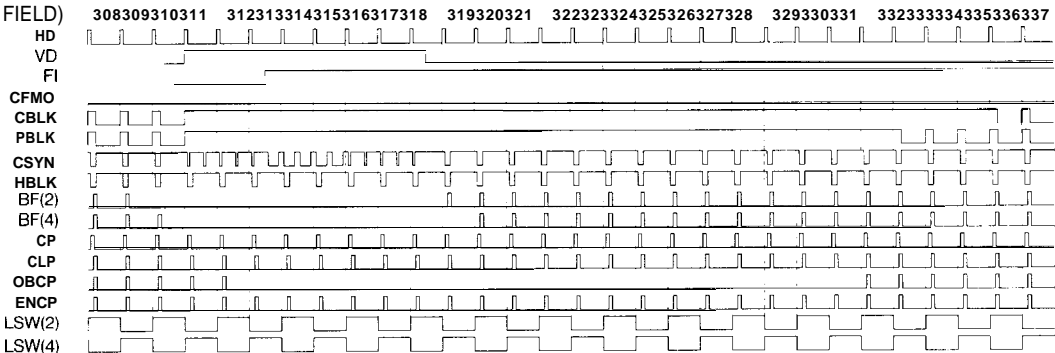 FIELD) 308309310311 312313314315316317318 319320321 322323324325326327328 329330331 332333334335336337
HD
VD
FI
CFMO
CBLK
PBLK
CSYN
HBLK
BF(2)
BF(4)
CP
CLP
OBCP
ENCP
LSW(2)
LSW(4)